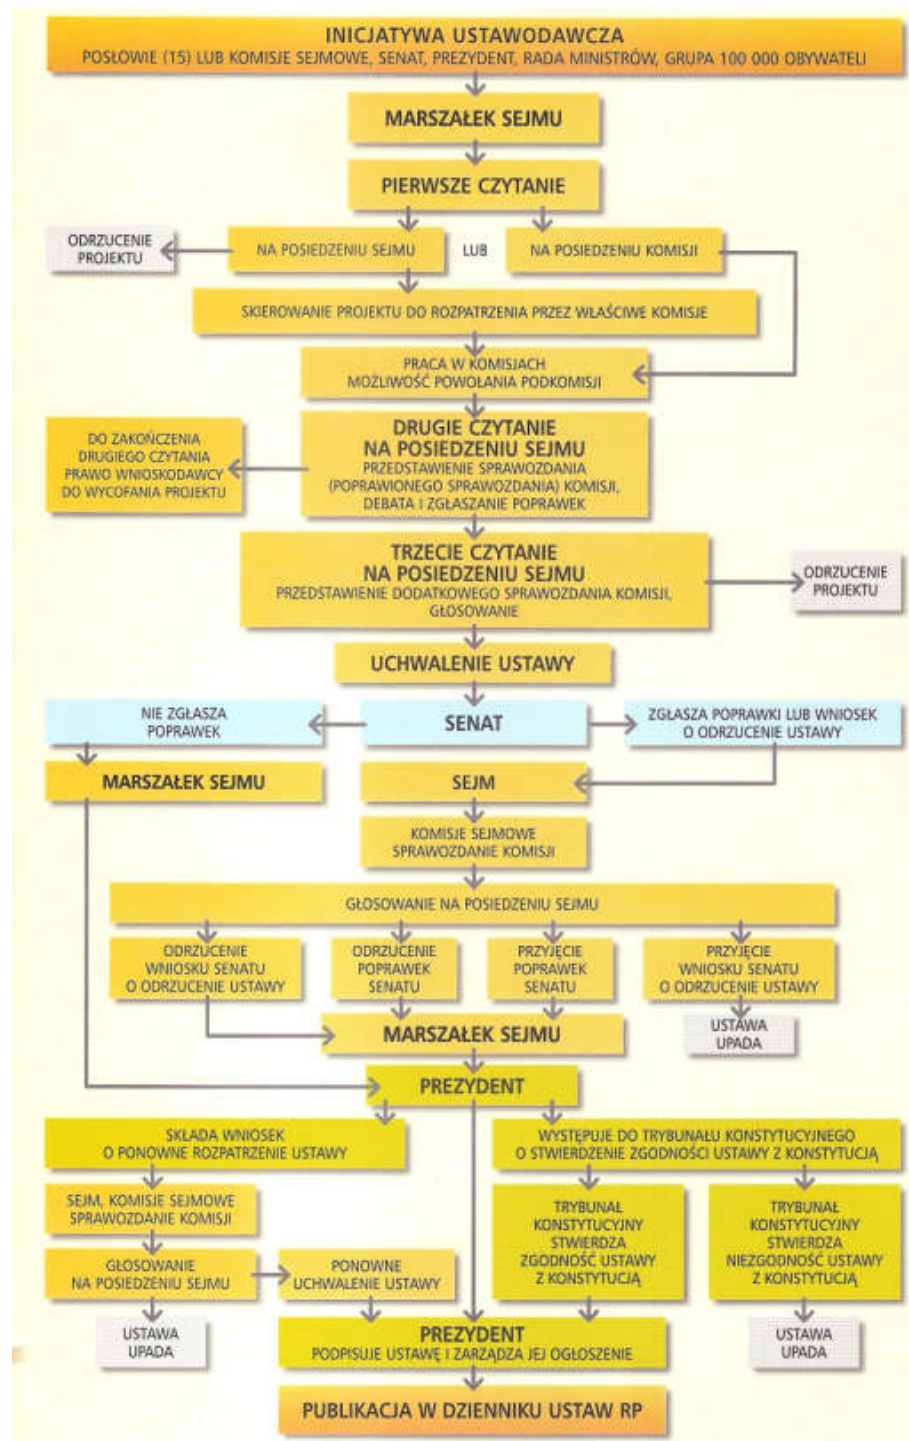 INICJATYWA USTAWODAWCZA
POSŁOWIE (15) LUB KOMISJE SEJMOWE, SENAT, PREZYDENT, RADA MINISTRÓW, GRUPA 100 000 OBYWATELI
MARSZAŁEK SEJMU
PIERWSZE CZYTANIE
ODRZUCENIE
PROJEKTU
NA POSIEDZENIU SEJMU
LUB
NA POSIEDZENIU KOMISJI
SKIEROWANIE PROJEKTU DO ROZPATRZENIA PRZEZ WŁAŚCIWE KOMISJE
PRACA W KOMISJACH
MOŻLIWOŚĆ POWOŁANIA PODKOMISJI
DO ZAKOŃCZENIA
DRUGIEGO CZYTANIA
PRAWO WNIOSKODAWCY
DO WYCOFANIA PROJEKTU
DRUGIE CZYTANIE
NA POSIEDZENIU SEJMU
PRZEDSTAWIENIE SPRAWOZDANIA
(POPRAWIONEGO SPRAWOZDANIA) KOMISJI,
DEBATA I ZGŁASZANIE POPRAWEK
TRZECIE CZYTANIE
NA POSIEDZENIU SEJMU
PRZEDSTAWIENIE DODATKOWEGO SPRAWOZDANIA KOMISJI,
GŁOSOWANIE
ODRZUCENIE
PROJEKTU
UCHWALENIE USTAWY
NIE ZGŁASZA
POPRAWEK
SENAT
ZGŁASZA POPRAWKI LUB WNIOSEK
O ODRZUCENIE USTAWY
MARSZAŁEK SEJMU
SEJM
KOMISJE SEJMOWE
SPRAWOZDANIE KOMISJI
GŁOSOWANIE NA POSIEDZENIU SEJMU
ODRZUCENIE
WNIOSKU SENATU
O ODRZUCENIE USTAWY
ODRZUCENIE
POPRAWEK
SENATU
PRZYJĘCIE
POPRAWEK
SENATU
PRZYJĘCIE
WNIOSKU SENATU
O ODRZUCENIE USTAWY
MARSZAŁEK SEJMU
USTAWA
UPADA
PREZYDENT
SKŁADA WNIOSEK
O PONOWNE ROZPATRZENIE USTAWY
WYSTĘPUJE DO TRYBUNAŁU KONSTYTUCYJNEGO
O STWIERDZENIE ZGODNOŚCI USTAWY Z KONSTYTUCJĄ
SEJM, KOMISJE SEJMOWE
SPRAWOZDANIE KOMISJI
TRYBUNAŁ
KONSTYTUCYJNY
STWIERDZA
ZGODNOŚĆ USTAWY
Z KONSTYTUCJĄ
TRYBUNAŁ
KONSTYTUCYJNY
STWIERDZA
NIEZGODNOŚĆ USTAWY
Z KONSTYTUCJĄ
GŁOSOWANIE
NA POSIEDZENIU SEJMU
PONOWNE
UCHWALENIE USTAWY
USTAWA
UPADA
PREZYDENT
PODPISUJE USTAWĘ I ZARZĄDZA JEJ OGŁOSZENIE
USTAWA
UPADA
PUBLIKACJA W DZIENNIKU USTAW RP